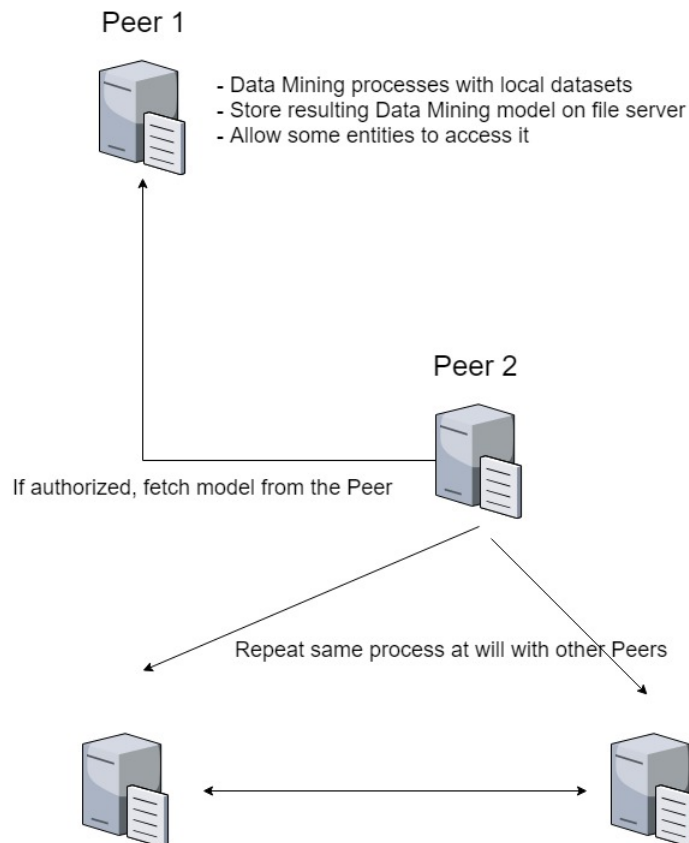 Peer 1
- Data Mining processes with local datasets
- Store resulting Data Mining model on file server
- Allow some entities to access it
Peer 2
If authorized, fetch model from the Peer
Repeat same process at will with other Peers